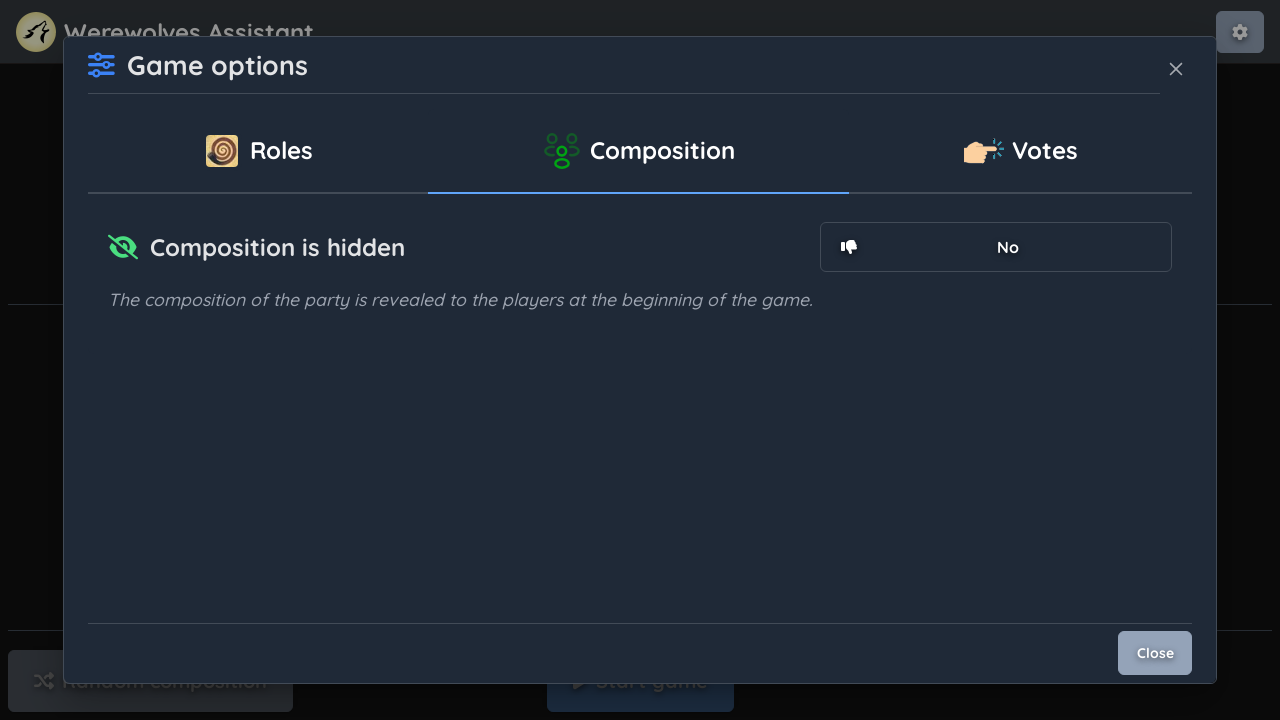 Werewolves Assistant
Game options
Roles
Composition
Votes
Composition is hidden
No
The composition of the party is revealed to the players at the beginning of the game.
Close
Random composition
Start game